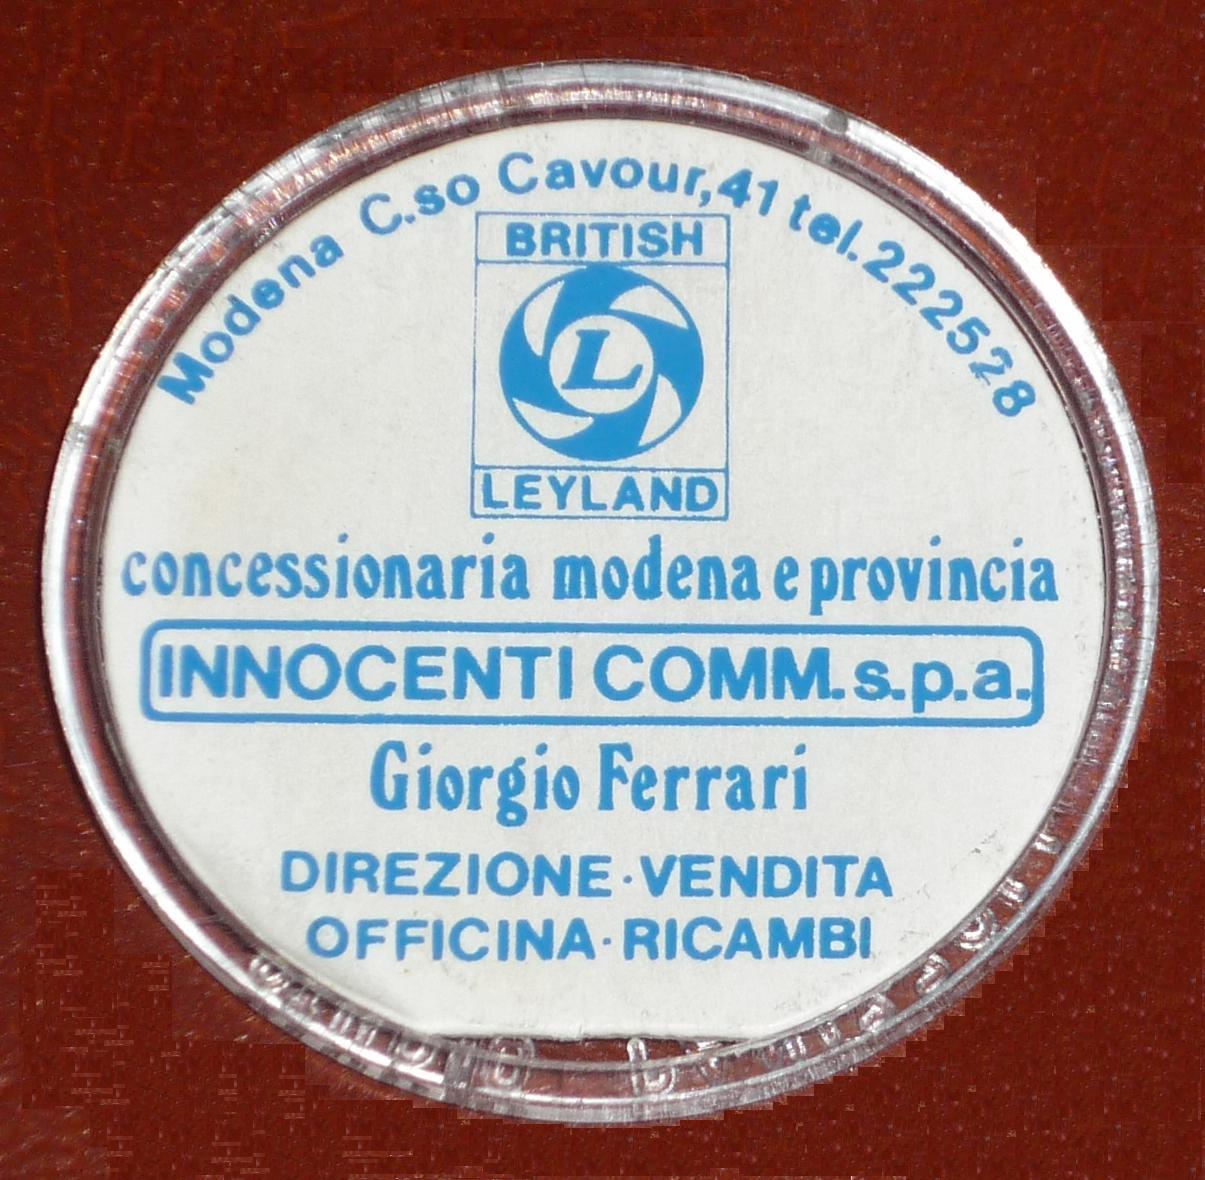 Modena C.so Cavour,41 tel.222528
BRITISH
L
LEYLAND
concessionaria modena e provincia
INNOCENTI COMM.s.p.a.
Giorgio Ferrari
DIREZIONE·VENDITA
OFFICINA·RICAMBI